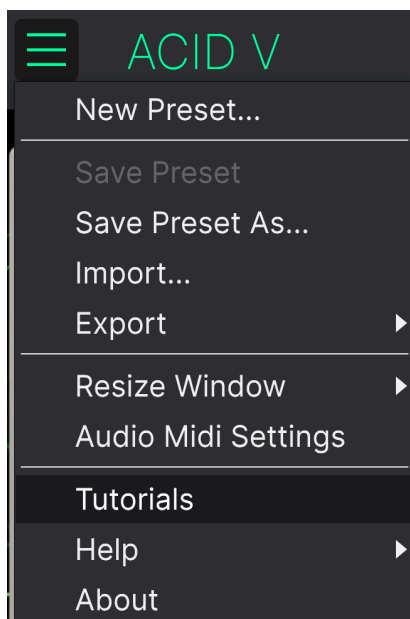 ACID V
New Preset...
Save Preset
Save Preset As...
Import...
Export
Resize Window
Audio Midi Settings
Tutorials
Help
About